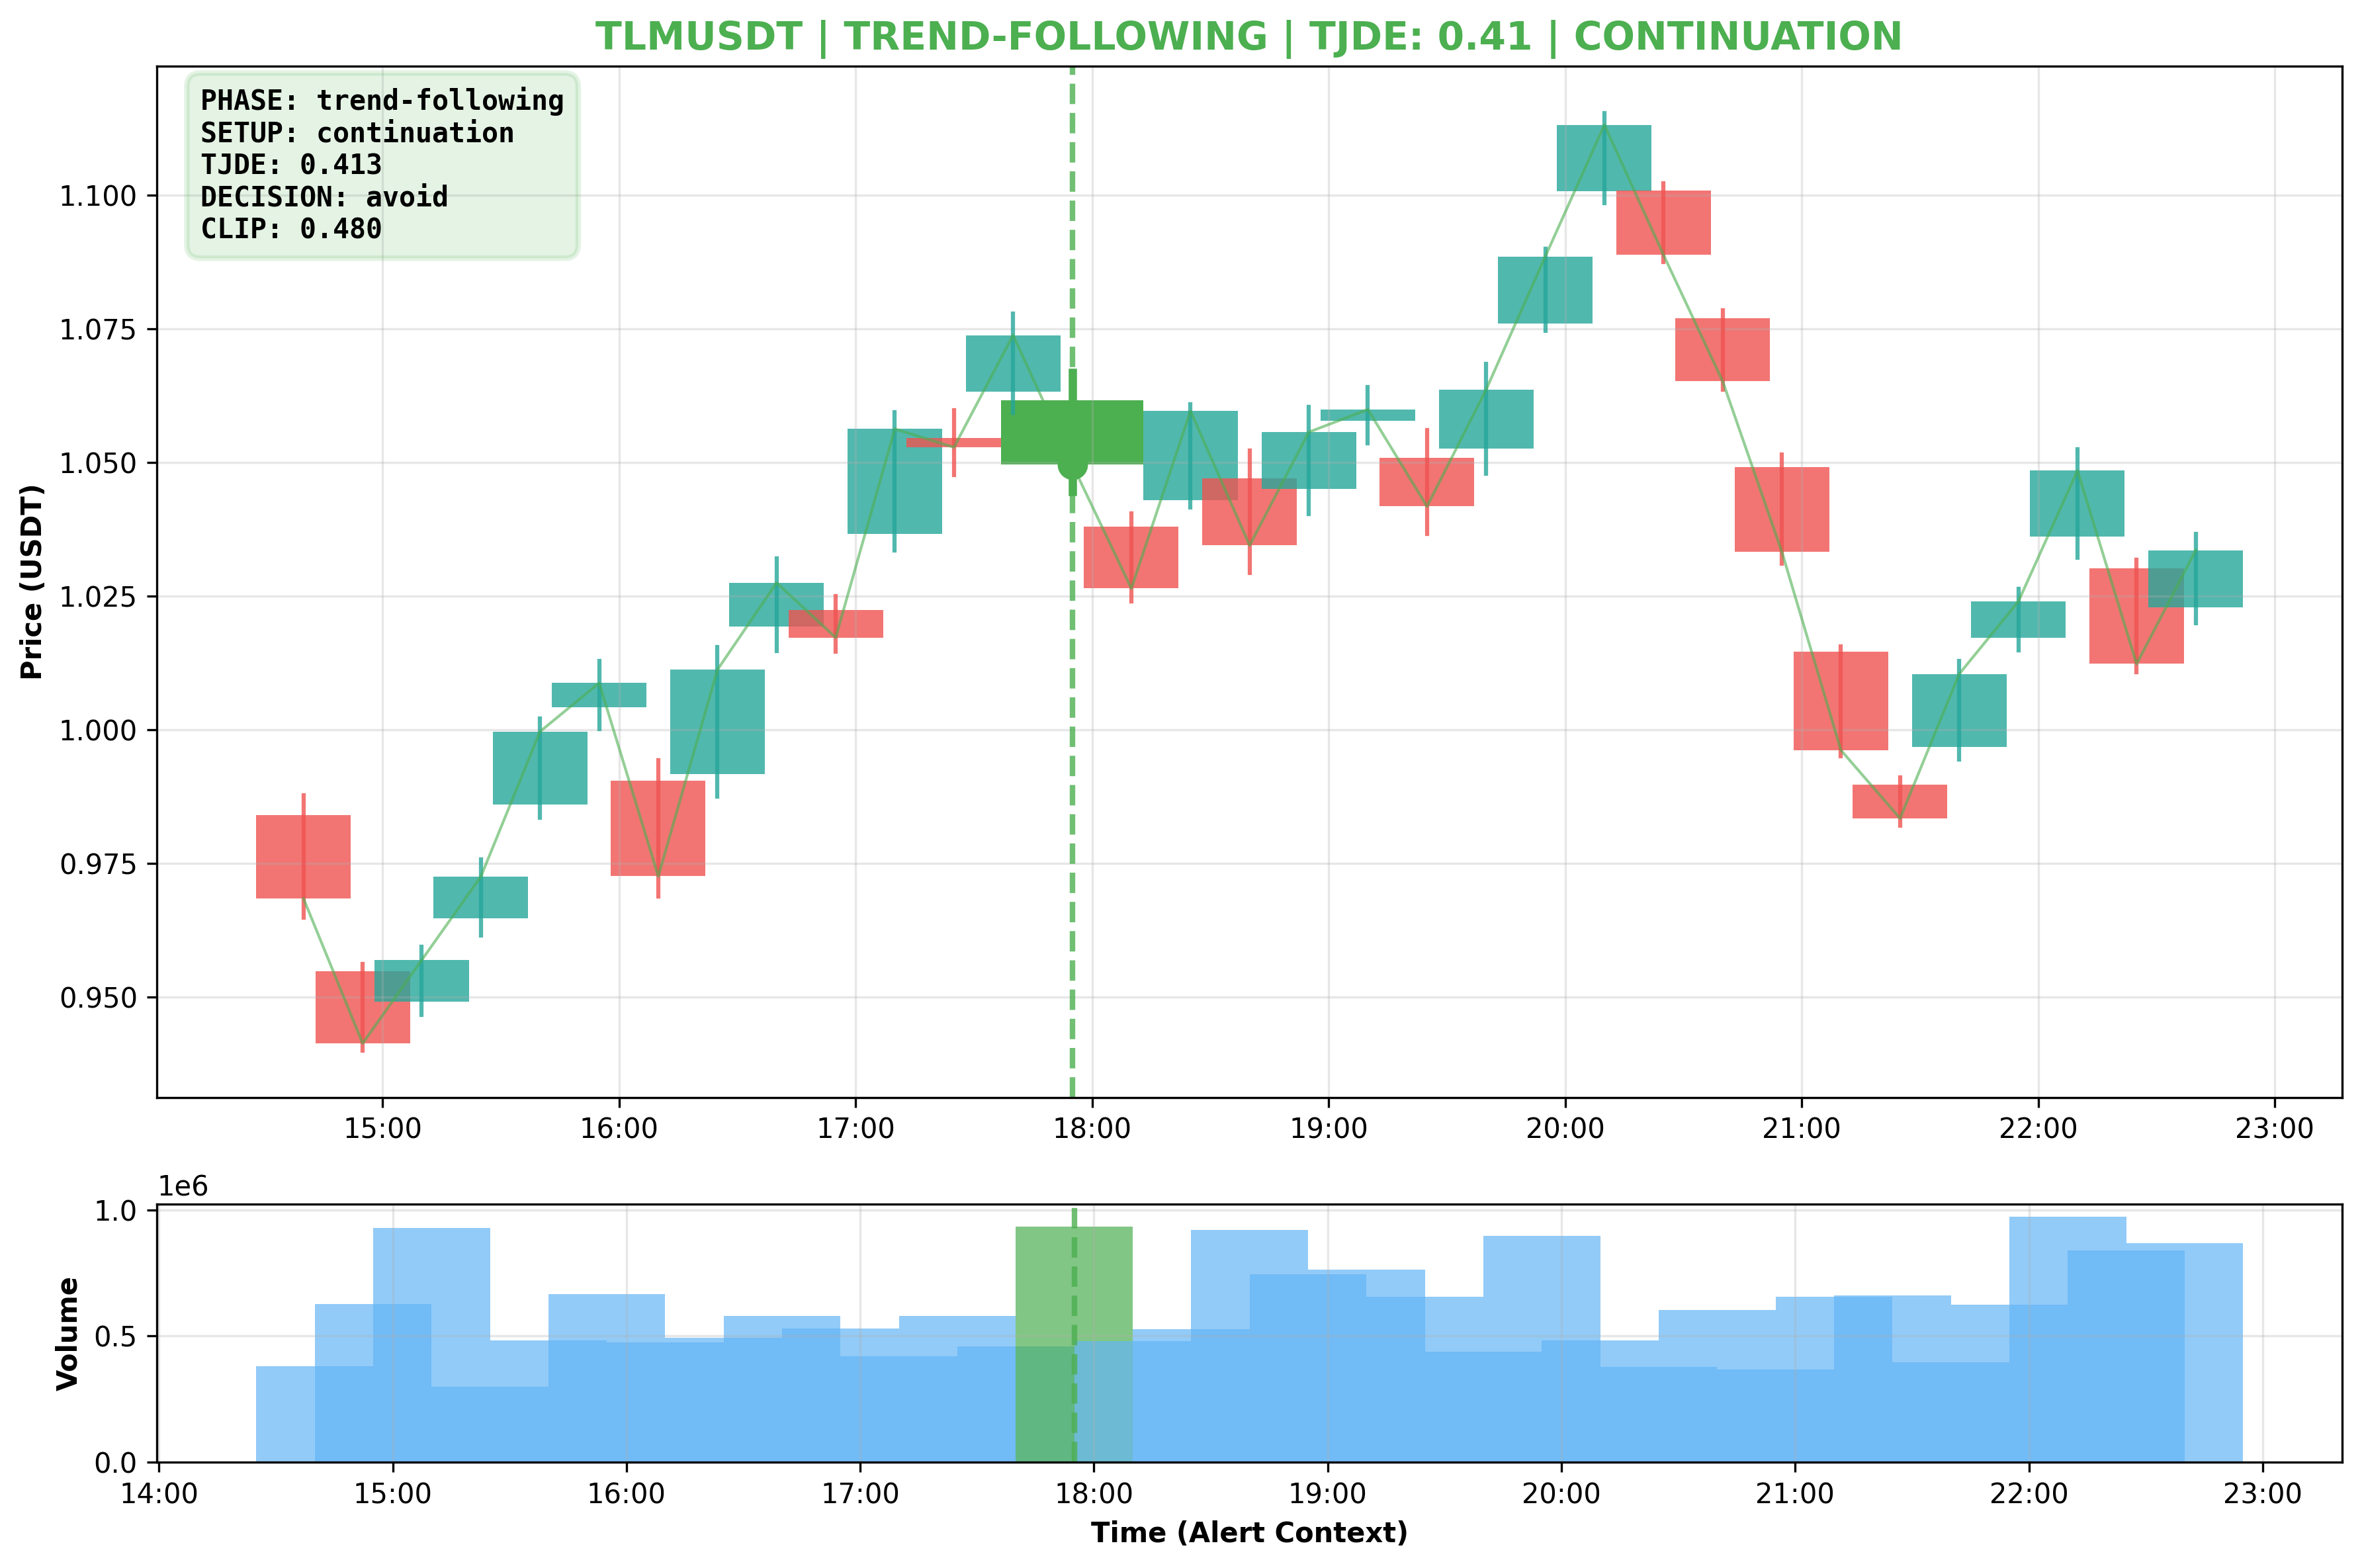 TLMUSDT | TREND-FOLLOWING | TJDE: 0.41 | CONTINUATION
PHASE: trend-following
SETUP: continuation
TJDE: 0.413
DECISION: avoid
CLIP: 0.480
Price (USDT)
1.100
1.075
1.050
1.025
1.000
0.975
0.950
15:00 16:00 17:00 18:00 19:00 20:00 21:00 22:00 23:00
1e6
Volume
1.0
0.5
0.0
14:00 15:00 16:00 17:00 18:00 19:00 20:00 21:00 22:00 23:00
Time (Alert Context)